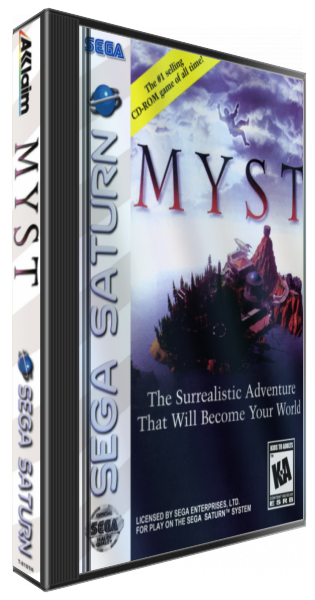 Acclaim
MYST
SEGA SATURN
SEGA
SEGA SATURN
The #1 selling
CD-ROM game of all time!
MYST
The Surrealistic Adventure
That Will Become Your World
KIDS TO ADULTS
K-A
ESRB
LICENSED BY SEGA ENTERPRISES, LTD.
FOR PLAY ON THE SEGA SATURN™ SYSTEM